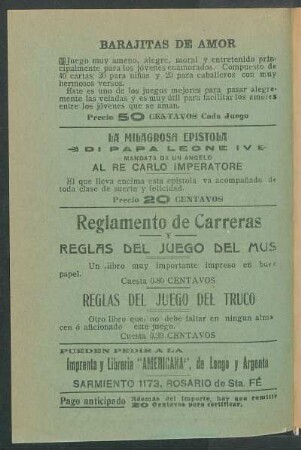 BARAJITAS DE AMOR
Juego muy ameno, alegre, moral y entretenido prin-
cipalmente para los jóvenes enamorados. Compuesto de
40 cartas 20 para niñas y 20 para caballeros con muy
hermosos versos.
Este es uno de los juegos mejores para pasar alegre-
mente las veladas y es muy útil para facilitar los amores
entre los jóvenes que se aman.
Precio 50 CENTAVOS Cada Juego
LA MILAGROSA EPISTOLA
DI PAPA LEONE IV
MANDATA DA UN ANGELO
AL RE CARLO IMPERATORE
El que lleva encima esta epístola va acompañado de
toda clase de suerte y felicidad.
Precio 20 CENTAVOS
Reglamento de Carreras
Y
REGLAS DEL JUEGO DEL MUS
Un libro muy importante impreso en buen
papel.
Cuesta 0.80 CENTAVOS
REGLAS DEL JUEGO DEL TRUCO
Otro libro que no debe faltar en ningún alma
cen ó aficionado este juego.
Cuesta 0.30 CENTAVOS
PUEDEN PEDIR A LA
Imprenta y Libreria "AMERICANA", de Longo y Argento
SARMIENTO 1173, ROSARIO de Sta. FÉ
Pago anticipado Además del importe, hay que remitir
20 Centavos para certificar,